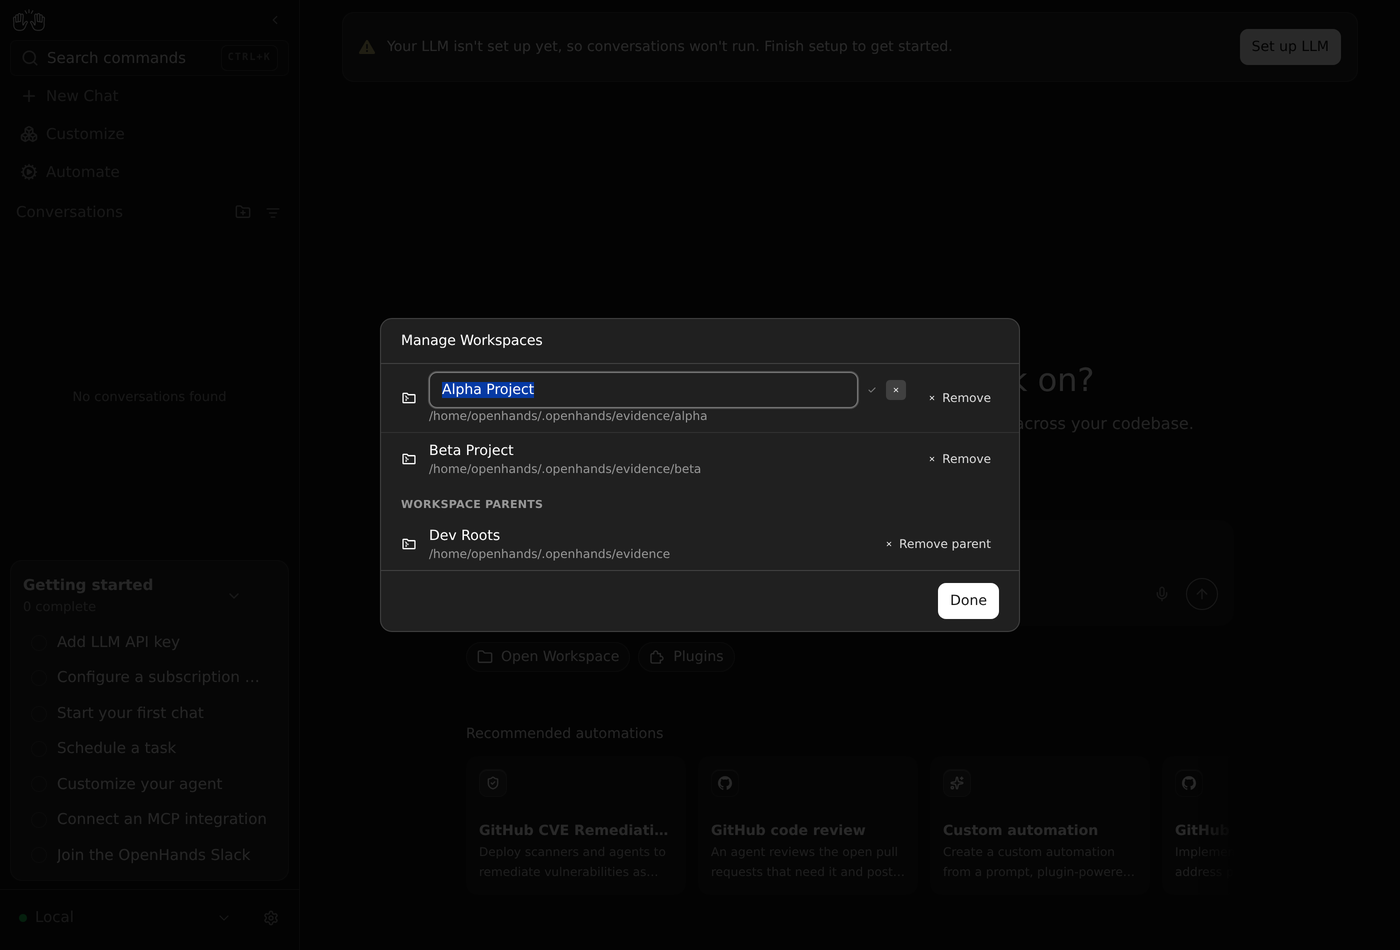 Search commands
CTRL+K
New Chat
Customize
Automate
Conversations
No conversations found
Getting started
0 complete
Add LLM API key
Configure a subscription ...
Start your first chat
Schedule a task
Customize your agent
Connect an MCP integration
Join the OpenHands Slack
Local
Your LLM isn't set up yet, so conversations won't run. Finish setup to get started.
Set up LLM
on?
across your codebase.
Manage Workspaces
Alpha Project
/home/openhands/.openhands/evidence/alpha
Remove
Beta Project
/home/openhands/.openhands/evidence/beta
Remove
WORKSPACE PARENTS
Dev Roots
/home/openhands/.openhands/evidence
Remove parent
Done
Open Workspace
Plugins
Recommended automations
GitHub CVE Remediati...
Deploy scanners and agents to
remediate vulnerabilities as...
GitHub code review
An agent reviews the open pull
requests that need it and post...
Custom automation
Create a custom automation
from a prompt, plugin-powere...
GitHub
address